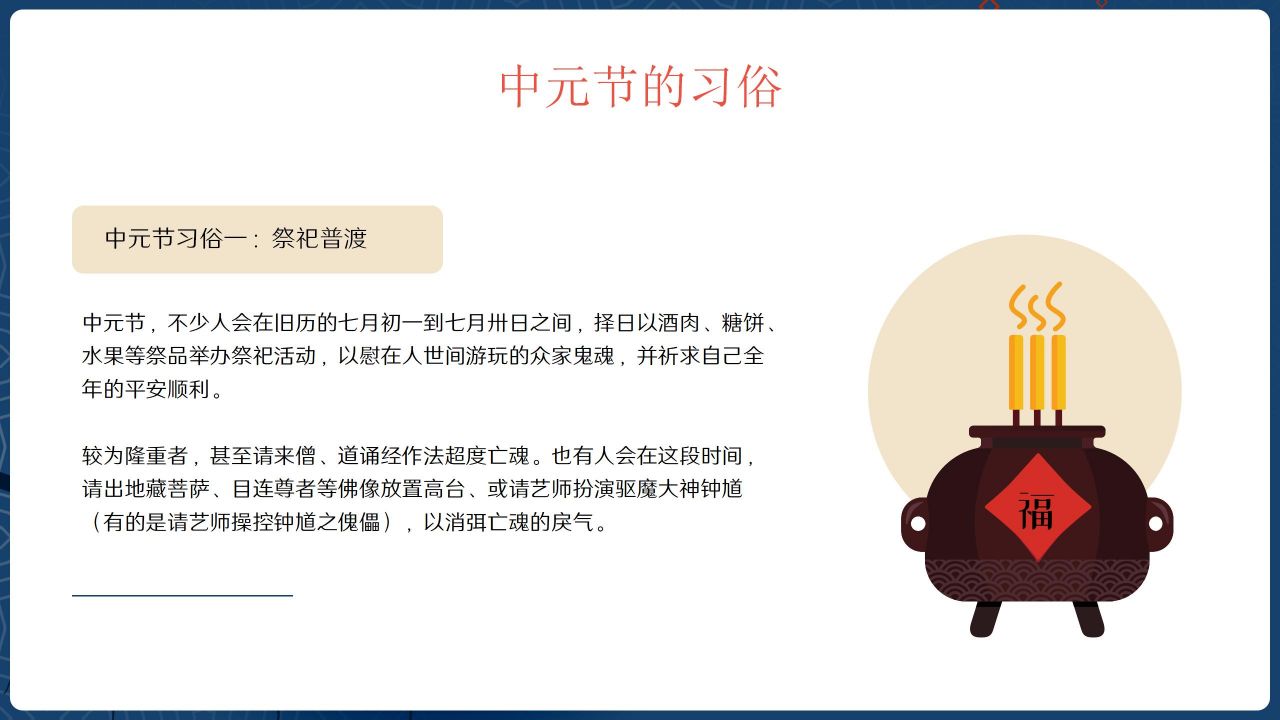 中元节的习俗
中元节习俗一：祭祀普渡
中元节，不少人会在旧历的七月初一到七月卅日之间，择日以酒肉、糖饼、
水果等祭品举办祭祀活动，以慰在人世间游玩的众家鬼魂，并祈求自己全
年的平安顺利。
较为隆重者，甚至请来僧、道诵经作法超度亡魂。也有人会在这段时间，
请出地藏菩萨、目连尊者等佛像放置高台、或请艺师扮演驱魔大神钟馗
（有的是请艺师操控钟馗之傀儡），以消弭亡魂的戾气。
福